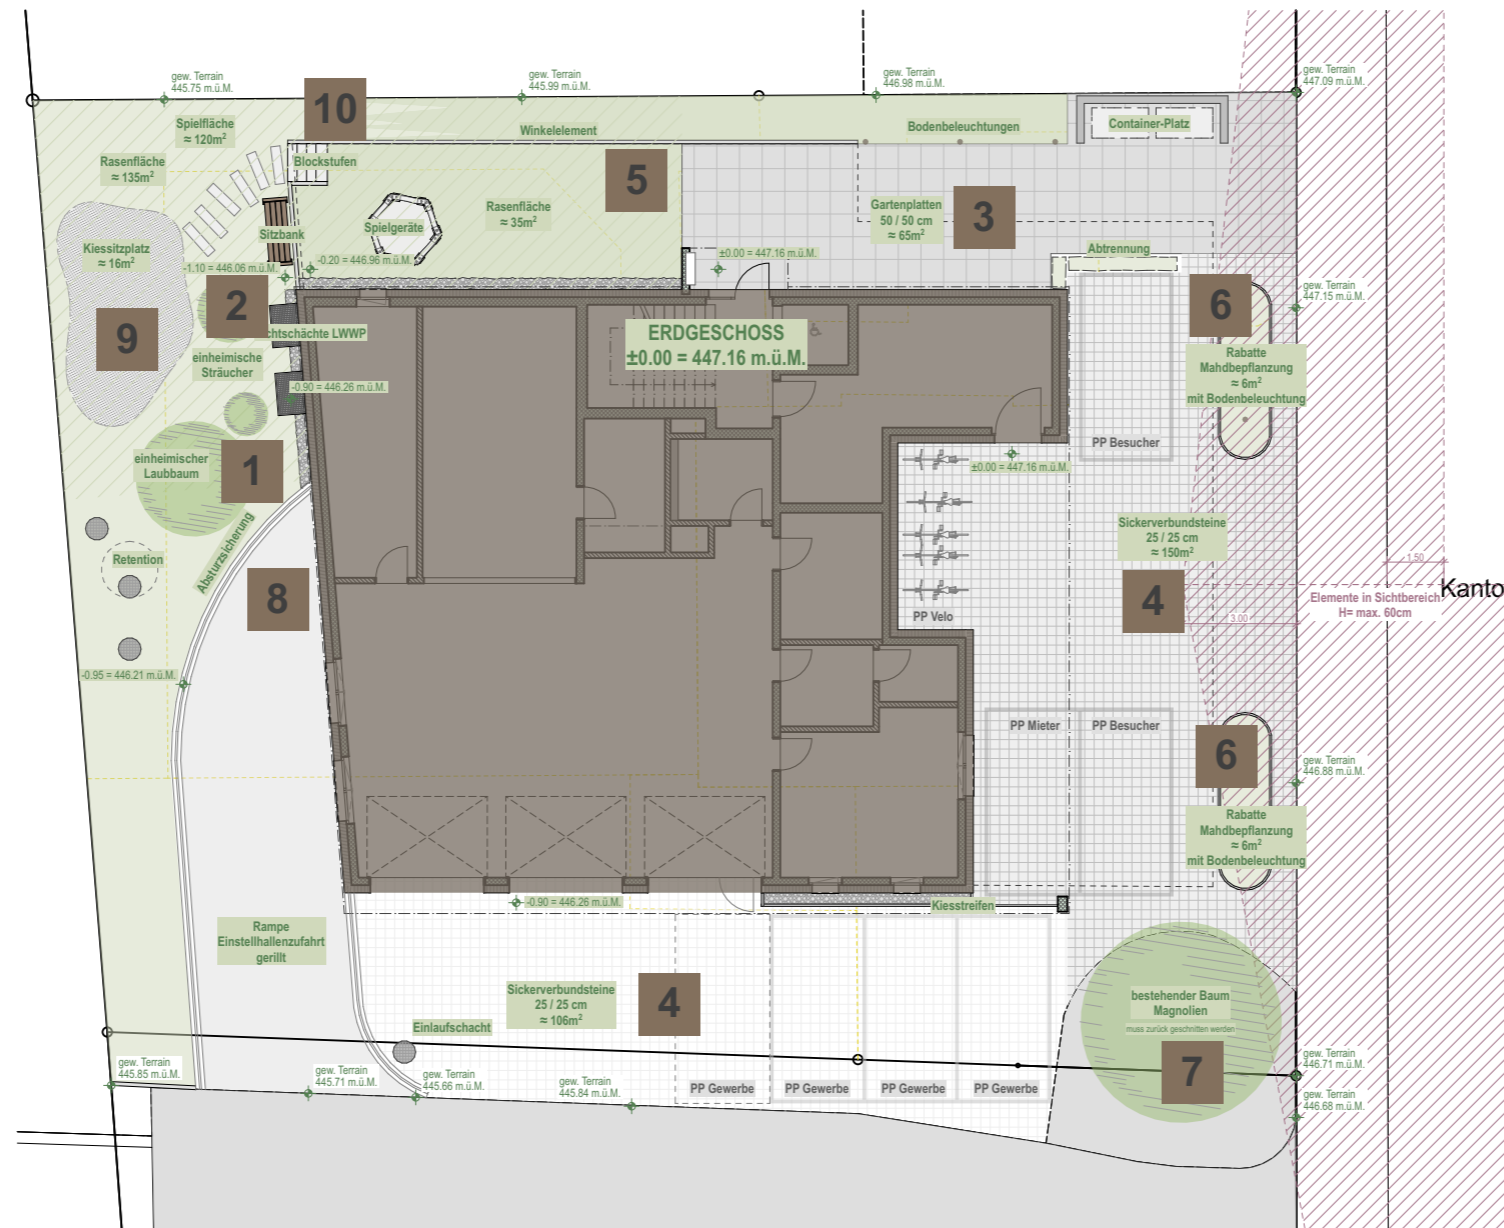 gew. Terrain
445.75 m.ü.M.
gew. Terrain
445.99 m.ü.M.
gew. Terrain
446.98 m.ü.M.
gew. Terrain
447.09 m.ü.M.
10
Spielfläche
≈ 120m²
Winkelelement
Bodenbeleuchtungen
Container-Platz
Rasenfläche
≈ 135m²
Blockstufen
5
3
Gartenplatten
50 / 50 cm
≈ 65m²
Rasenfläche
≈ 35m²
Spielgeräte
Sitzbank
Kiessitzplatz
≈ 16m²
-0.20 = 446.96 m.ü.M.
±0.00 = 447.16 m.ü.M.
Abtrennung
-1.10 = 446.06 m.ü.M.
gew. Terrain
447.15 m.ü.M.
2
6
9
chtschächte LWWP
ERDGESCHOSS
±0.00 = 447.16 m.ü.M.
einheimische
Sträucher
Rabatte
Mahdbepflanzung
≈ 6m²
mit Bodenbeleuchtung
-0.90 = 446.26 m.ü.M.
PP Besucher
einheimischer
Laubbaum
1
±0.00 = 447.16 m.ü.M.
Absturzsicherung
Sickerverbundsteine
25 / 25 cm
≈ 150m²
Retention
1.50
8
4
Elemente in Sichtbereich
H= max. 60cm
Kanto
PP Velo
3.00
-0.95 = 446.21 m.ü.M.
PP Mieter
PP Besucher
6
gew. Terrain
446.88 m.ü.M.
Rabatte
Mahdbepflanzung
≈ 6m²
mit Bodenbeleuchtung
-0.90 = 446.26 m.ü.M.
Kiesstreifen
Rampe
Einstellhallenzufahrt
gerillt
Sickerverbundsteine
25 / 25 cm
≈ 106m²
4
bestehender Baum
Magnolien
muss zurück geschnitten werden
Einlaufschacht
7
gew. Terrain
446.71 m.ü.M.
gew. Terrain
445.85 m.ü.M.
gew. Terrain
445.71 m.ü.M.
gew. Terrain
445.66 m.ü.M.
gew. Terrain
445.84 m.ü.M.
PP Gewerbe
PP Gewerbe
PP Gewerbe
PP Gewerbe
gew. Terrain
446.68 m.ü.M.